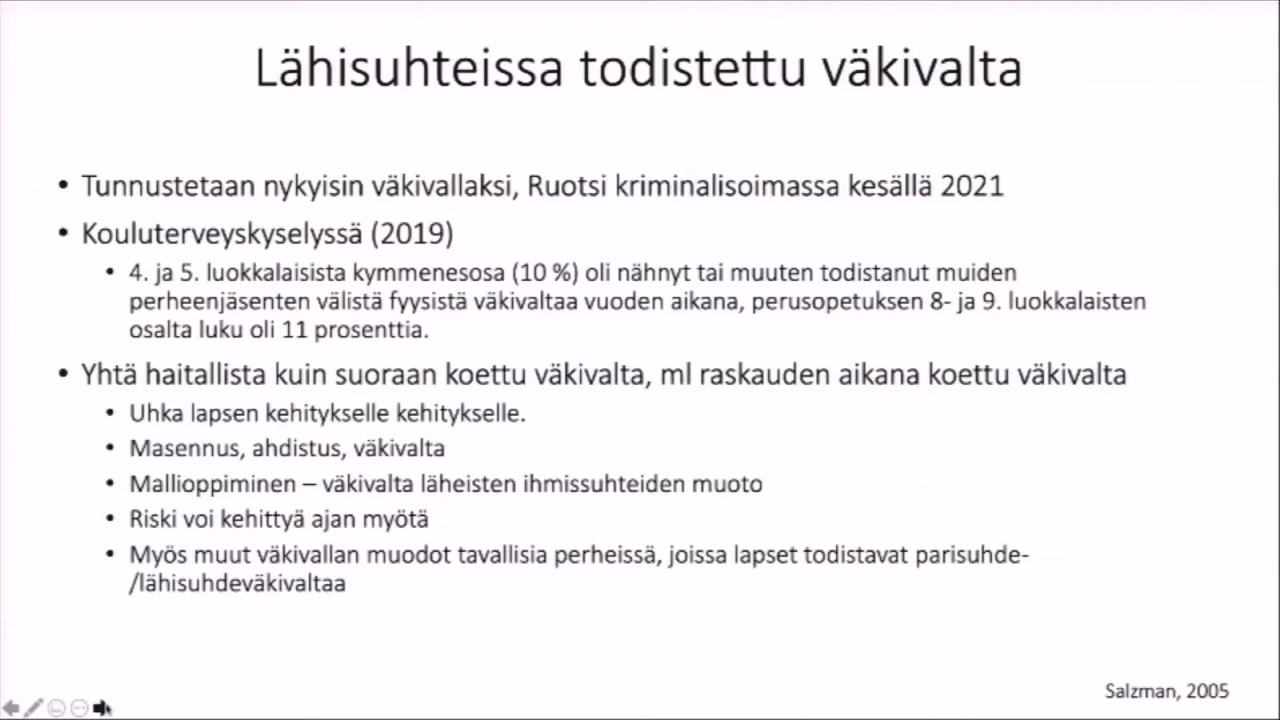 Lähisuhteissa todistettu väkivalta
• Tunnustetaan nykyisin väkivallaksi, Ruotsi kriminalisoimassa kesällä 2021
• Kouluterveyskyselyssä (2019)
• 4. ja 5. luokkalaisista kymmenesosa (10 %) oli nähnyt tai muuten todistanut muiden
perheenjäsenten välistä fyysistä väkivaltaa vuoden aikana, perusopetuksen 8- ja 9. luokkalaisten
osalta luku oli 11 prosenttia.
• Yhtä haitallista kuin suoraan koettu väkivalta, ml raskauden aikana koettu väkivalta
• Uhka lapsen kehitykselle kehitykselle.
• Masennus, ahdistus, väkivalta
• Mallioppiminen – väkivalta läheisten ihmissuhteiden muoto
• Riski voi kehittyä ajan myötä
• Myös muut väkivallan muodot tavallisia perheissä, joissa lapset todistavat parisuhde-
/lähisuhdeväkivaltaa
Salzman, 2005